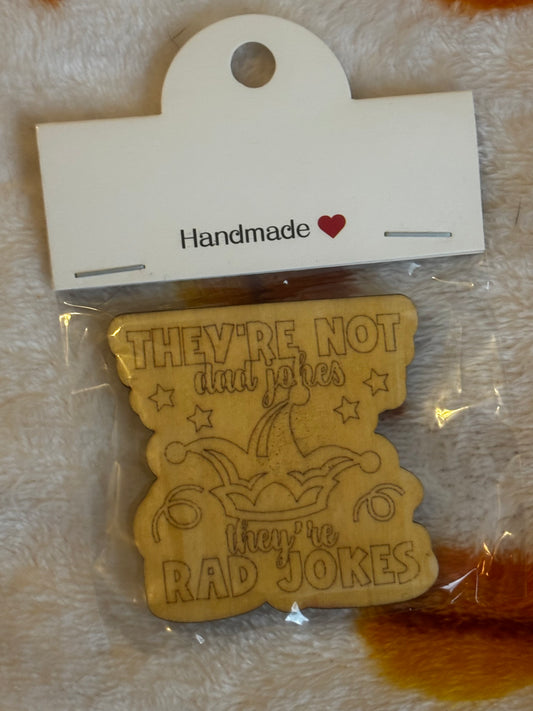 Handmade
THEY'RE NOT
dad jokes
they're
RAD JOKES